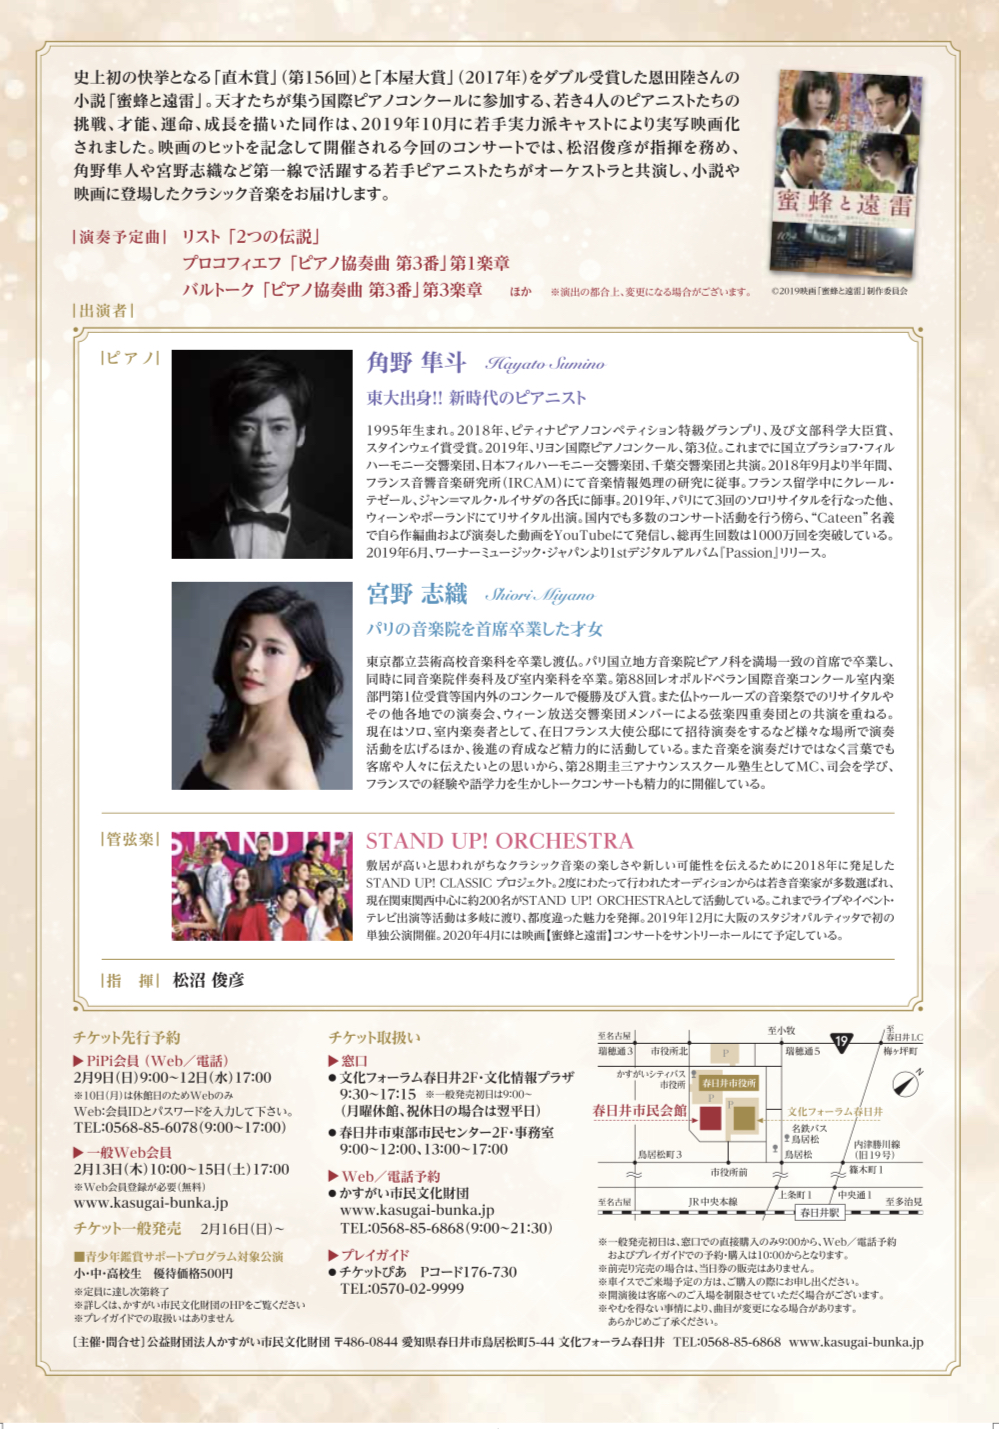 史上初の快挙となる「直木賞」(第156回)と「本屋大賞」(2017年)をダブル受賞した恩田陸さんの
小説「蜜蜂と遠雷」。天才たちが集う国際ピアノコンクールに参加する、若き4人のピアニストたちの
挑戦、才能、運命、成長を描いた同作は、2019年10月に若手実力派キャストにより実写映画化
されました。映画のヒットを記念して開催される今回のコンサートでは、松沼俊彦が指揮を務め、
角野隼人や宮野志織など第一線で活躍する若手ピアニストたちがオーケストラと共演し、小説や
映画に登場したクラシック音楽をお届けします。
蜜蜂と遠雷
©2019映画「蜜蜂と遠雷」制作委員会
|演奏予定曲| リスト「2つの伝説」
プロコフィエフ「ピアノ協奏曲 第3番」第1楽章
バルトーク「ピアノ協奏曲 第3番」第3楽章 ほか ※演出の都合上、変更になる場合がございます。
|出演者|
|ピアノ|
角野 隼斗 Hayato Sumino
東大出身!! 新時代のピアニスト
1995年生まれ。2018年、ピティナピアノコンペティション特級グランプリ、及び文部科学大臣賞、
スタインウェイ賞受賞。2019年、リヨン国際ピアノコンクール、第3位。これまでに国立ブラショフ・フィル
ハーモニー交響楽団、日本フィルハーモニー交響楽団、千葉交響楽団と共演。2018年9月より半年間、
フランス音響音楽研究所(IRCAM)にて音楽情報処理の研究に従事。フランス留学中にクレール・
テゼール、ジャン=マルク・ルイサダの各氏に師事。2019年、パリにて3回のソロリサイタルを行なった他、
ウィーンやポーランドにてリサイタル出演。国内でも多数のコンサート活動を行う傍ら、“Cateen”名義
で自ら作編曲および演奏した動画をYouTubeにて発信し、総再生回数は1000万回を突破している。
2019年6月、ワーナーミュージック・ジャパンより1stデジタルアルバム『Passion』リリース。
宮野 志織 Shiori Miyano
パリの音楽院を首席卒業した才女
東京都立芸術高校音楽科を卒業し渡仏。パリ国立地方音楽院ピアノ科を満場一致の首席で卒業し、
同時に同音楽院伴奏科及び室内楽科を卒業。第88回レオポルドベラン国際音楽コンクール室内楽
部門第1位受賞等国内外のコンクールで優勝及び入賞。また仏トゥールーズの音楽祭でのリサイタルや
その他各地での演奏会、ウィーン放送交響楽団メンバーによる弦楽四重奏団との共演を重ねる。
現在はソロ、室内楽奏者として、在日フランス大使公邸にて招待演奏をするなど様々な場所で演奏
活動を広げるほか、後進の育成など精力的に活動している。また音楽を演奏だけではなく言葉でも
客席や人々に伝えたいとの思いから、第28期圭三アナウンススクール塾生としてMC、司会を学び、
フランスでの経験や語学力を生かしトークコンサートも精力的に開催している。
|管弦楽|
STAND UP! ORCHESTRA
敷居が高いと思われがちなクラシック音楽の楽しさや新しい可能性を伝えるために2018年に発足した
STAND UP! CLASSIC プロジェクト。2度にわたって行われたオーディションからは若き音楽家が多数選ばれ、
現在関東関西中心に約200名がSTAND UP! ORCHESTRAとして活動している。これまでライブやイベント・
テレビ出演等活動は多岐に渡り、都度違った魅力を発揮。2019年12月に大阪のスタジオパルティッタで初の
単独公演開催。2020年4月には映画【蜜蜂と遠雷】コンサートをサントリーホールにて予定している。
|指 揮| 松沼 俊彦
チケット先行予約
▶PiPi会員(Web/電話)
2月9日(日)9:00~12日(水)17:00
※10日(月)は休館日のためWebのみ
Web:会員IDとパスワードを入力して下さい。
TEL:0568-85-6078(9:00~17:00)
▶一般Web会員
2月13日(木)10:00~15日(土)17:00
※Web会員登録が必要(無料)
www.kasugai-bunka.jp
チケット一般発売 2月16日(日)~
■青少年鑑賞サポートプログラム対象公演
小・中・高校生 優待価格500円
※定員に達し次第終了
※詳しくは、かすがい市民文化財団のHPをご覧ください
※プレイガイドでの取扱いはありません
チケット取扱い
▶窓口
●文化フォーラム春日井2F・文化情報プラザ
9:30~17:15 ※一般発売初日は9:00~
(月曜休館、祝休日の場合は翌平日)
●春日井市東部市民センター2F・事務室
9:00~12:00、13:00~17:00
▶Web/電話予約
●かすがい市民文化財団
www.kasugai-bunka.jp
TEL:0568-85-6868(9:00~21:30)
▶プレイガイド
●チケットぴあ Pコード176-730
TEL:0570-02-9999
至名古屋
至小牧
19
至春日井I.C
瑞穂通3
市役所北
P
瑞穂通5
梅ヶ坪町
N
かすがいシティバス
市役所
春日井市役所
P
P
春日井市民会館
文化フォーラム春日井
名鉄バス
鳥居松
内津勝川線
(旧19号)
鳥居松町3
市役所前
鳥居松
篠木町1
上条町1
中央通1
至名古屋
JR中央本線
春日井駅
至多治見
※一般発売初日は、窓口での直接購入のみ9:00から、Web/電話予約
およびプレイガイドでの予約・購入は10:00からとなります。
※前売り完売の場合は、当日券の販売はありません。
※車イスでご来場予定の方は、ご購入の際にお申し出ください。
※開演後は客席へのご入場を制限させていただく場合がございます。
※やむを得ない事情により、曲目が変更になる場合があります。
あらかじめご了承ください。
[主催・問合せ]公益財団法人かすがい市民文化財団 〒486-0844 愛知県春日井市鳥居松町5-44 文化フォーラム春日井 TEL:0568-85-6868 www.kasugai-bunka.jp